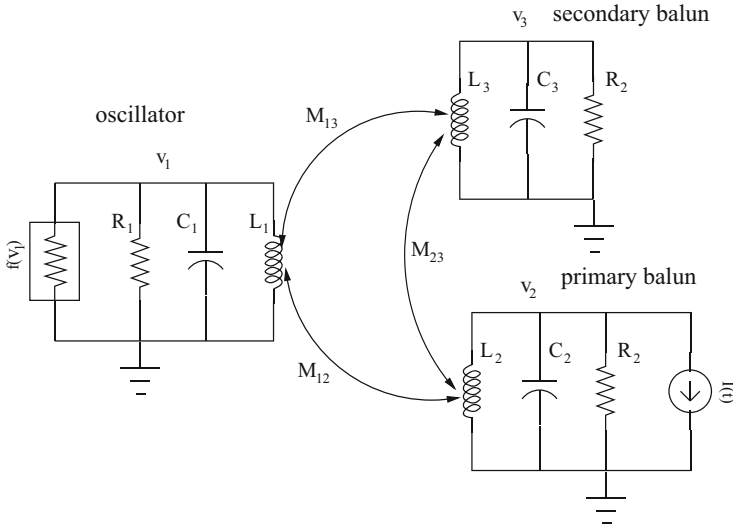 secondary balun
v3
L3
C3
R2
M13
oscillator
v1
f(v1)
R1
C1
L1
M23
primary balun
v2
M12
L2
C2
R2
I(t)